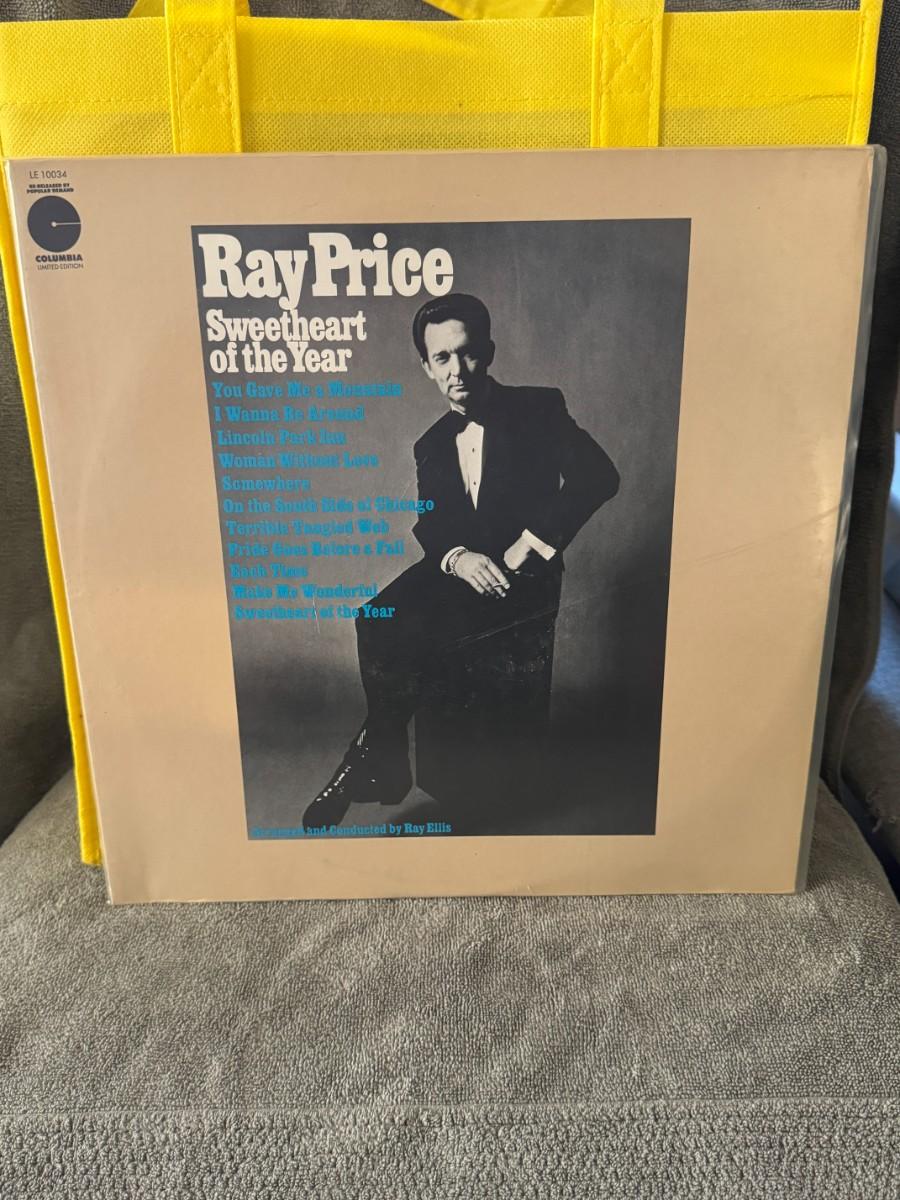 LE 10034
RE-RELEASED BY
POPULAR DEMAND
COLUMBIA
LIMITED EDITION
Ray Price
Sweetheart
of the Year
You Gave Me a Mountain
I Wanna Be Around
Lincoln Park Inn
Woman Without Love
Somewhere
On the South Side of Chicago
Terrible Tangled Web
Pride Goes Before a Fall
Each Time
Make Me Wonderful
Sweetheart of the Year
Arranged and Conducted by Ray Ellis